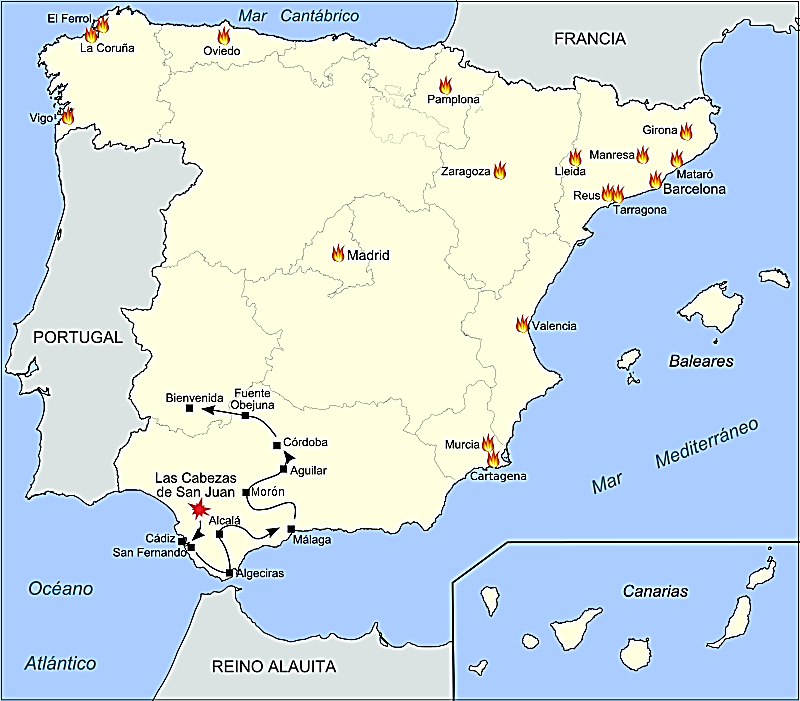 Mar Cantábrico
El Ferrol
La Coruña
Oviedo
FRANCIA
Pamplona
Vigo
Girona
Zaragoza
Lleida
Manresa
Mataró
Barcelona
Reus
Tarragona
Madrid
Valencia
PORTUGAL
Baleares
Bienvenida
Fuente
Obejuna
Córdoba
Murcia
Mar Mediterráneo
Aguilar
Cartagena
Las Cabezas
de San Juan
Morón
Alcalá
Cádiz
San Fernando
Málaga
Algeciras
Océano
Atlántico
Canarias
REINO ALAUITA